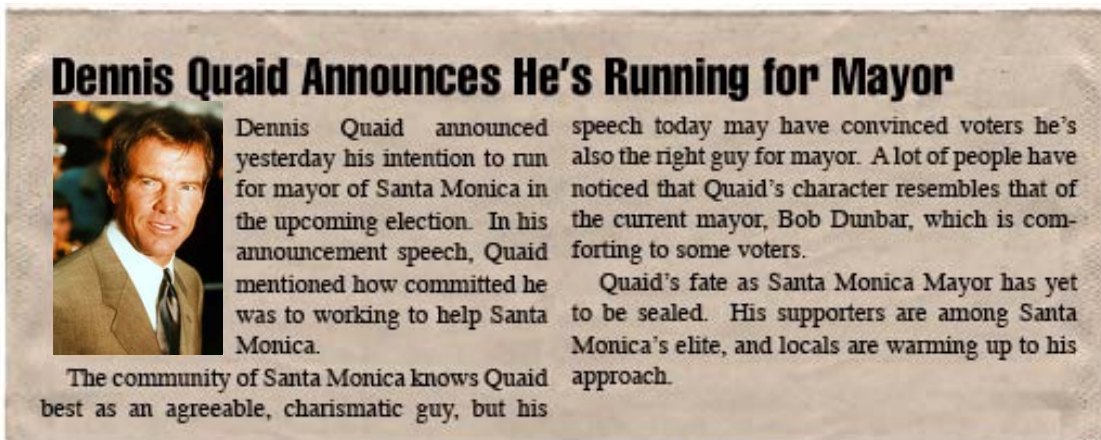 Dennis Quaid Announces He's Running for Mayor
Dennis Quaid announced
yesterday his intention to run
for mayor of Santa Monica in
the upcoming election. In his
announcement speech, Quaid
mentioned how committed he
was to working to help Santa
Monica.
The community of Santa Monica knows Quaid
best as an agreeable, charismatic guy, but his
speech today may have convinced voters he's
also the right guy for mayor. A lot of people have
noticed that Quaid's character resembles that of
the current mayor, Bob Dunbar, which is com-
forting to some voters.
Quaid's fate as Santa Monica Mayor has yet
to be sealed. His supporters are among Santa
Monica's elite, and locals are warming up to his
approach.